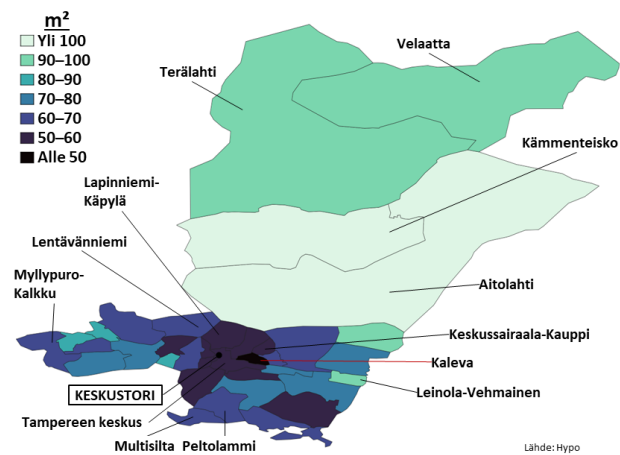 m²
Yli 100
90–100
80–90
70–80
60–70
50–60
Alle 50
Velaatta
Terälahti
Kämmenteisko
Lapinniemi-
Käpylä
Lentävänniemi
Myllypuro-
Kalkku
Aitolahti
Keskussairaala-Kauppi
Kaleva
KESKUSTORI
Leinola-Vehmainen
Tampereen keskus
Multisilta Peltolammi
Lähde: Hypo